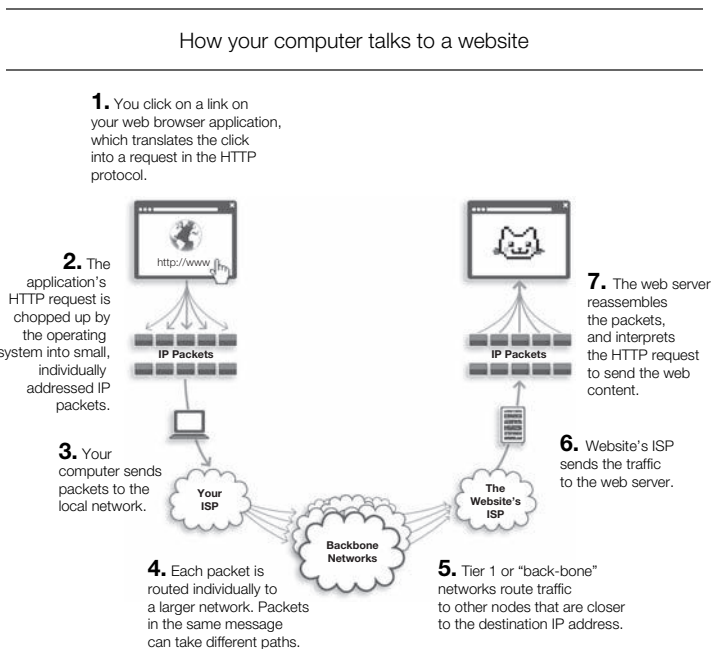 How your computer talks to a website
1. You click on a link on
your web browser application,
which translates the click
into a request in the HTTP
protocol.
http://www
2. The
application's
HTTP request is
chopped up by
the operating
system into small,
individually
addressed IP
packets.
IP Packets
3. Your
computer sends
packets to the
local network.
Your
ISP
4. Each packet is
routed individually to
a larger network. Packets
in the same message
can take different paths.
Backbone
Networks
5. Tier 1 or “back-bone”
networks route traffic
to other nodes that are closer
to the destination IP address.
The
Website's
ISP
6. Website's ISP
sends the traffic
to the web server.
IP Packets
7. The web server
reassembles
the packets,
and interprets
the HTTP request
to send the web
content.